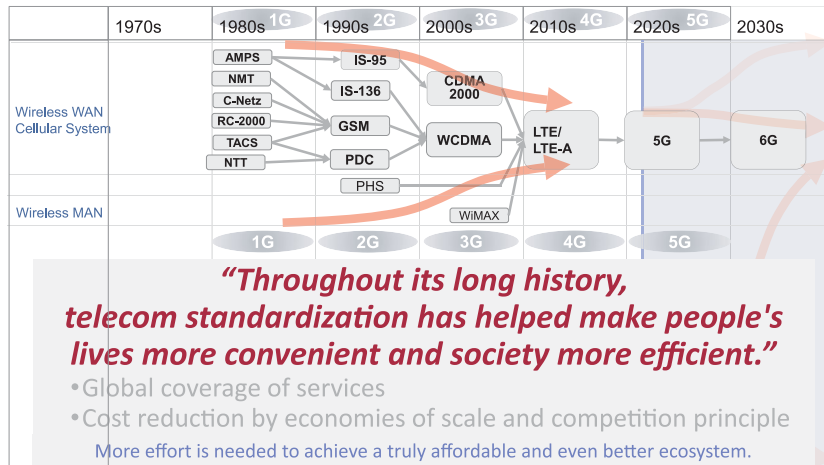 1G 2G 3G 4G 5G
1970s 1980s 1990s 2000s 2010s 2020s 2030s
AMPS IS-95
NMT CDMA
2000
C-Netz IS-136
RC-2000 GSM
TACS WCDMA LTE/
LTE-A 5G 6G
NTT PDC
Wireless WAN
Cellular System
PHS
Wireless MAN WiMAX
1G 2G 3G 4G 5G
“Throughout its long history,
telecom standardization has helped make people's
lives more convenient and society more efficient.”
•Global coverage of services
•Cost reduction by economies of scale and competition principle
More effort is needed to achieve a truly affordable and even better ecosystem.